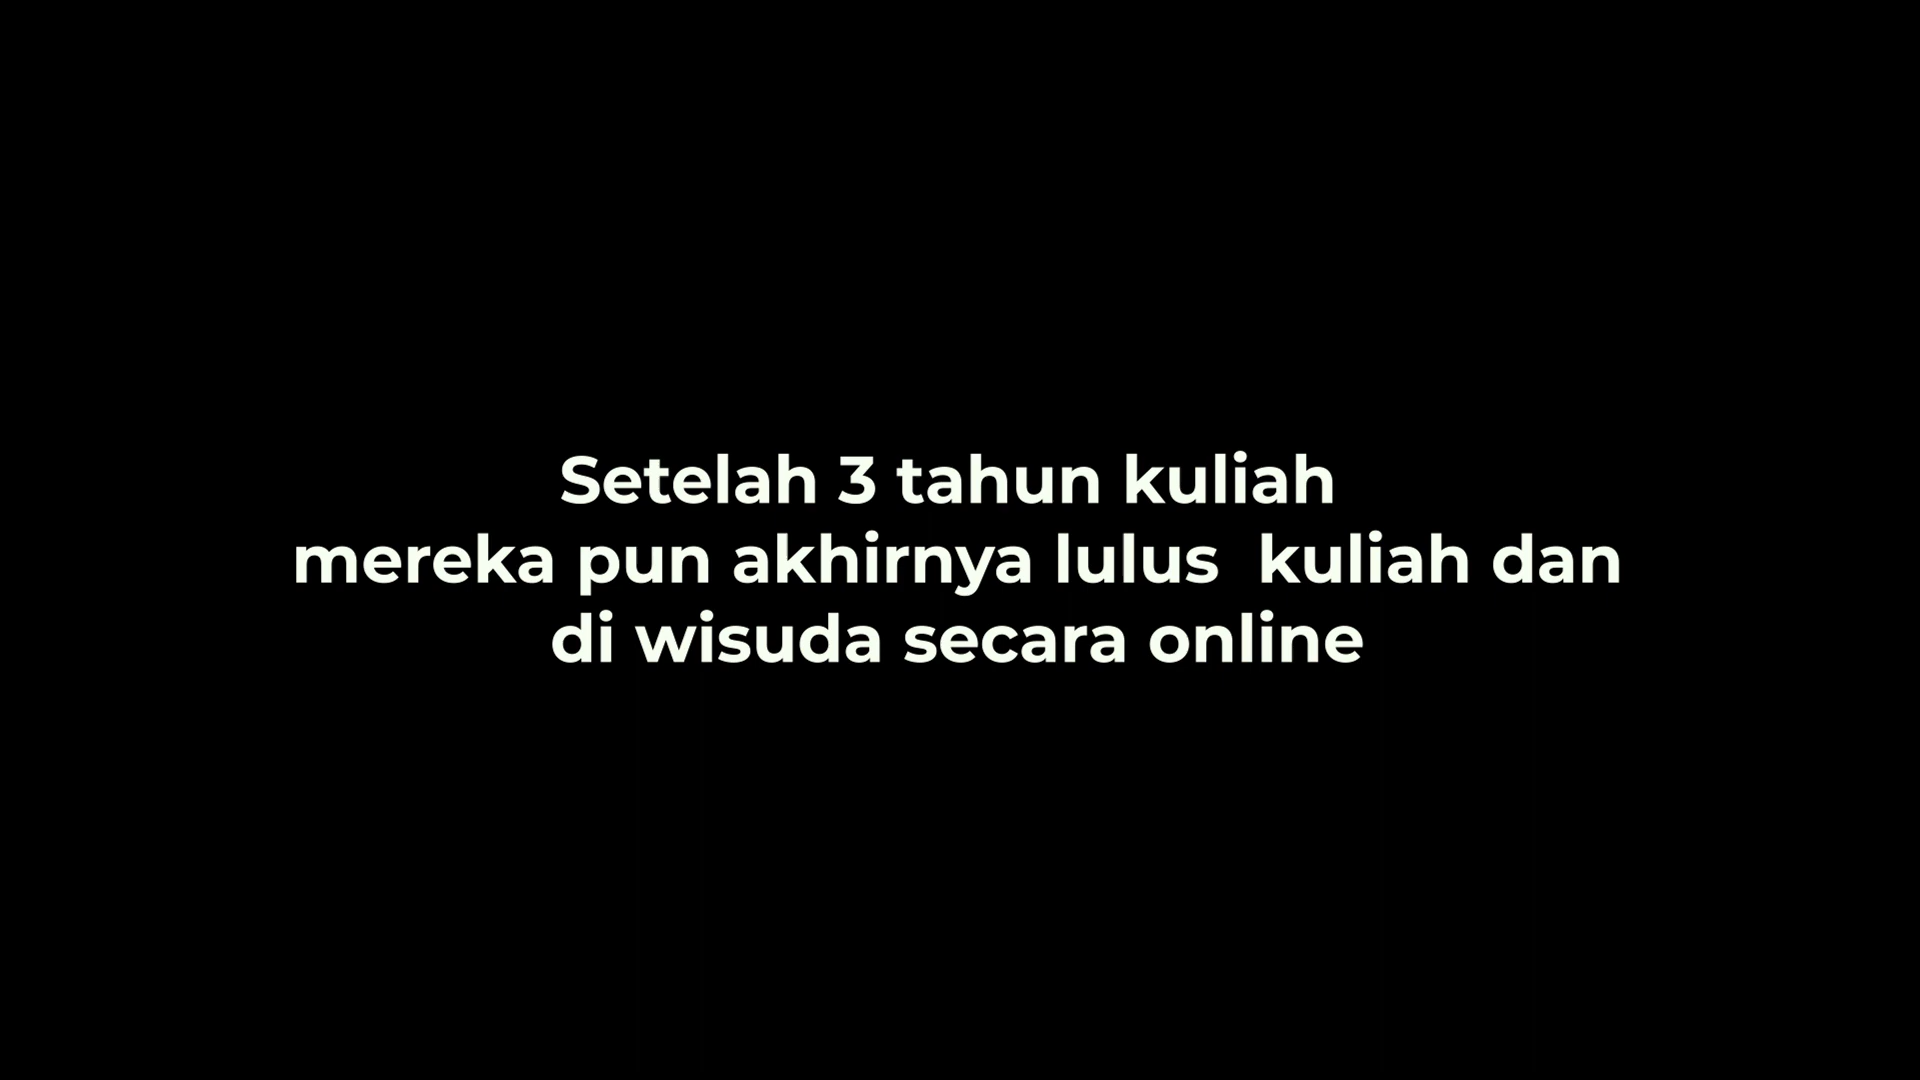 Setelah 3 tahun kuliah
mereka pun akhirnya lulus  kuliah dan
di wisuda secara online